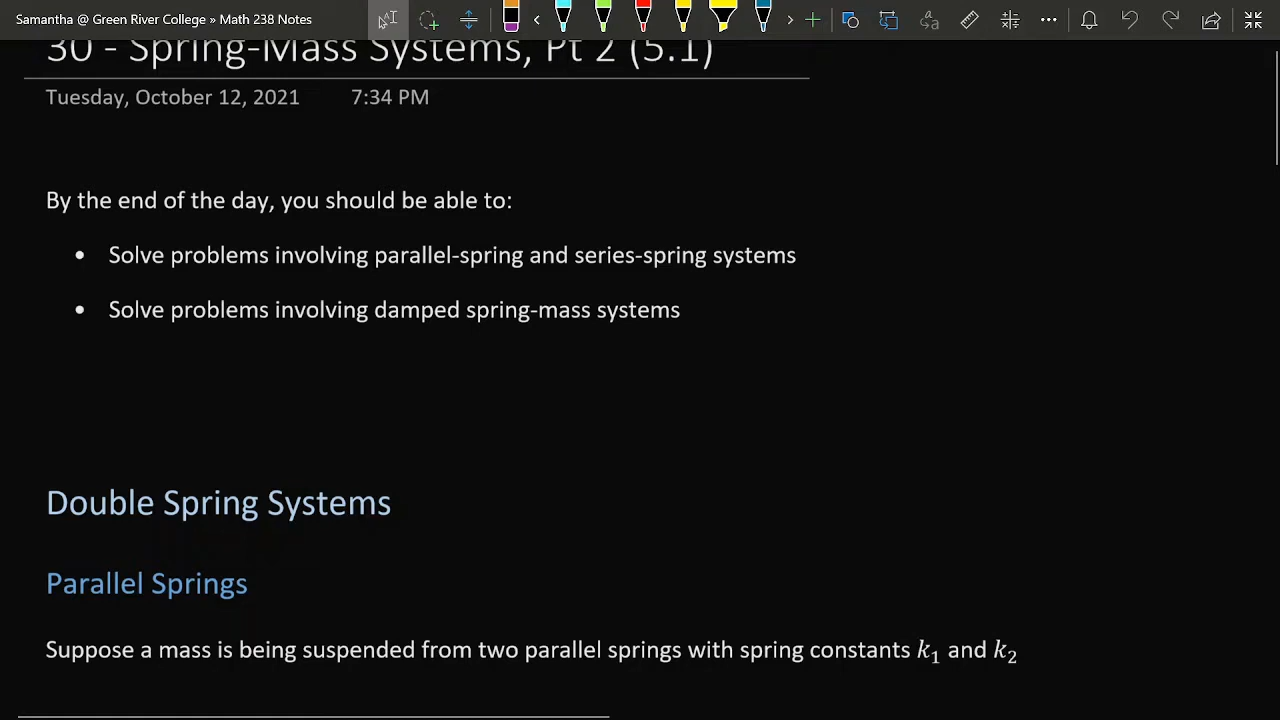 Samantha @ Green River College » Math 238 Notes
30 - Spring-Mass Systems, Pt 2 (5.1)
Tuesday, October 12, 2021 7:34 PM
By the end of the day, you should be able to:
• Solve problems involving parallel-spring and series-spring systems
• Solve problems involving damped spring-mass systems
Double Spring Systems
Parallel Springs
Suppose a mass is being suspended from two parallel springs with spring constants k₁ and k₂